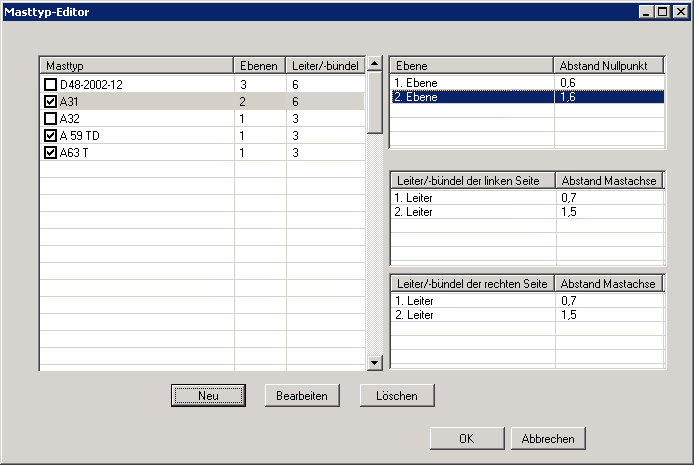 Masttyp-Editor
Masttyp Ebenen Leiter/-bündel
D48-2002-12 3 6
A31 2 6
A32 1 3
A 59 TD 1 3
A63 T 1 3
Ebene Abstand Nullpunkt
1. Ebene 0,6
2. Ebene 1,6
Leiter/-bündel der linken Seite Abstand Mastachse
1. Leiter 0,7
2. Leiter 1,5
Leiter/-bündel der rechten Seite Abstand Mastachse
1. Leiter 0,7
2. Leiter 1,5
Neu Bearbeiten Löschen
OK Abbrechen